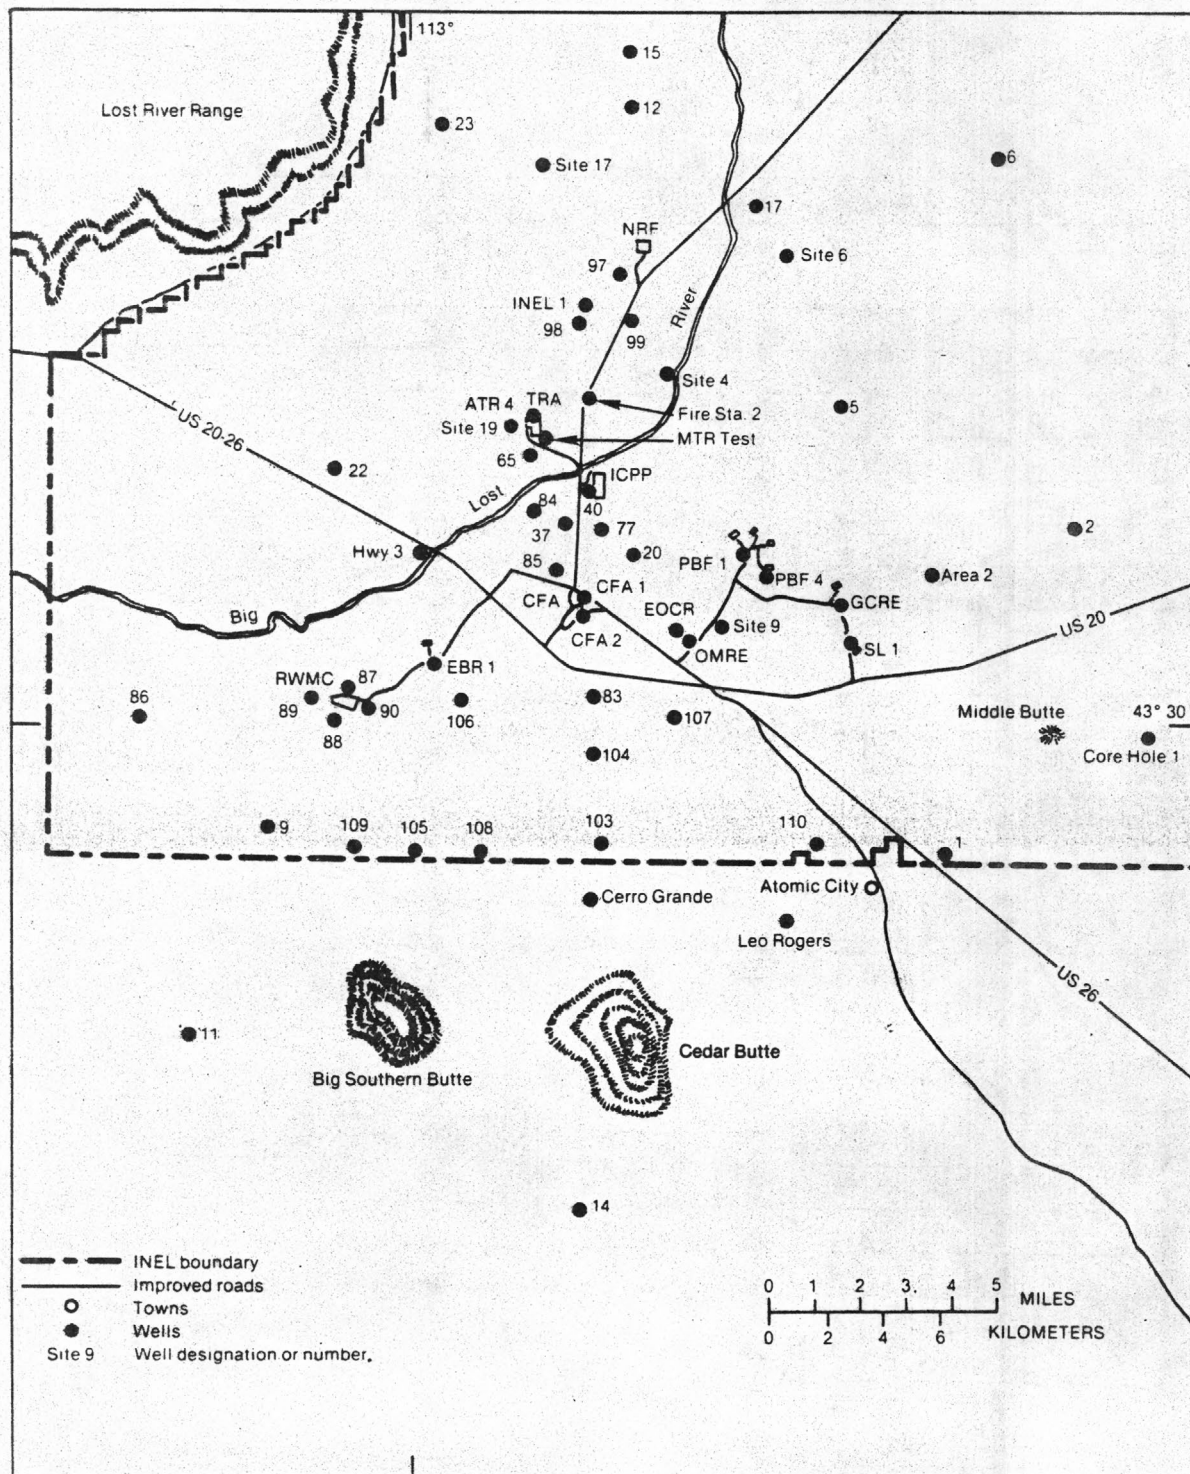 113°
15
Lost River Range
12
23
Site 17
6
17
NRF
Site 6
97
INEL 1
98
99
River
Site 4
ATR 4
TRA
Fire Sta. 2
5
US 20-26
Site 19
MTR Test
65
22
ICPP
Lost
84
40
37
77
2
Hwy 3
85
20
PBF 1
PBF 4
Area 2
CFA 1
CFA
GCRE
Big
EOCR
Site 9
US 20
CFA 2
OMRE
SL 1
EBR 1
RWMC
87
86
89
90
106
83
107
Middle Butte
43° 30
88
104
Core Hole 1
9
109
105
108
103
110
1
Atomic City
Cerro Grande
Leo Rogers
US 26
11
Cedar Butte
Big Southern Butte
14
INEL boundary
Improved roads
Towns
Wells
Site 9 Well designation or number.
0 1 2 3. 4 5
MILES
0 2 4 6
KILOMETERS